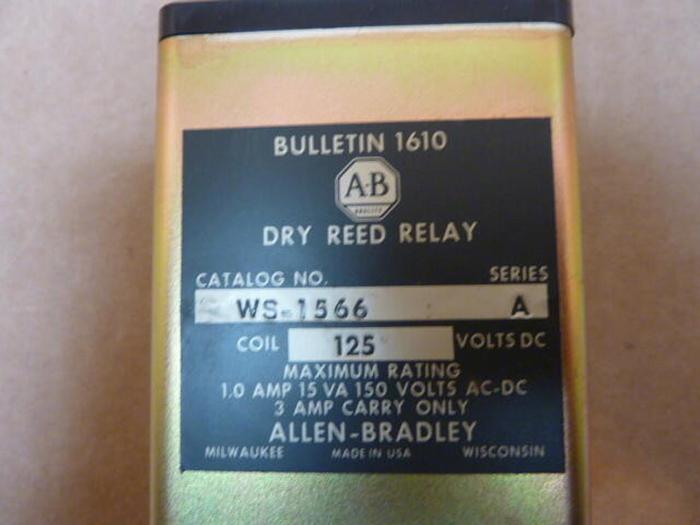 BULLETIN 1610
A-B
QUALITY
DRY REED RELAY
CATALOG NO. SERIES
WS-1566 A
COIL 125 VOLTS DC
MAXIMUM RATING
1.0 AMP 15 VA 150 VOLTS AC-DC
3 AMP CARRY ONLY
ALLEN-BRADLEY
MILWAUKEE MADE IN USA WISCONSIN